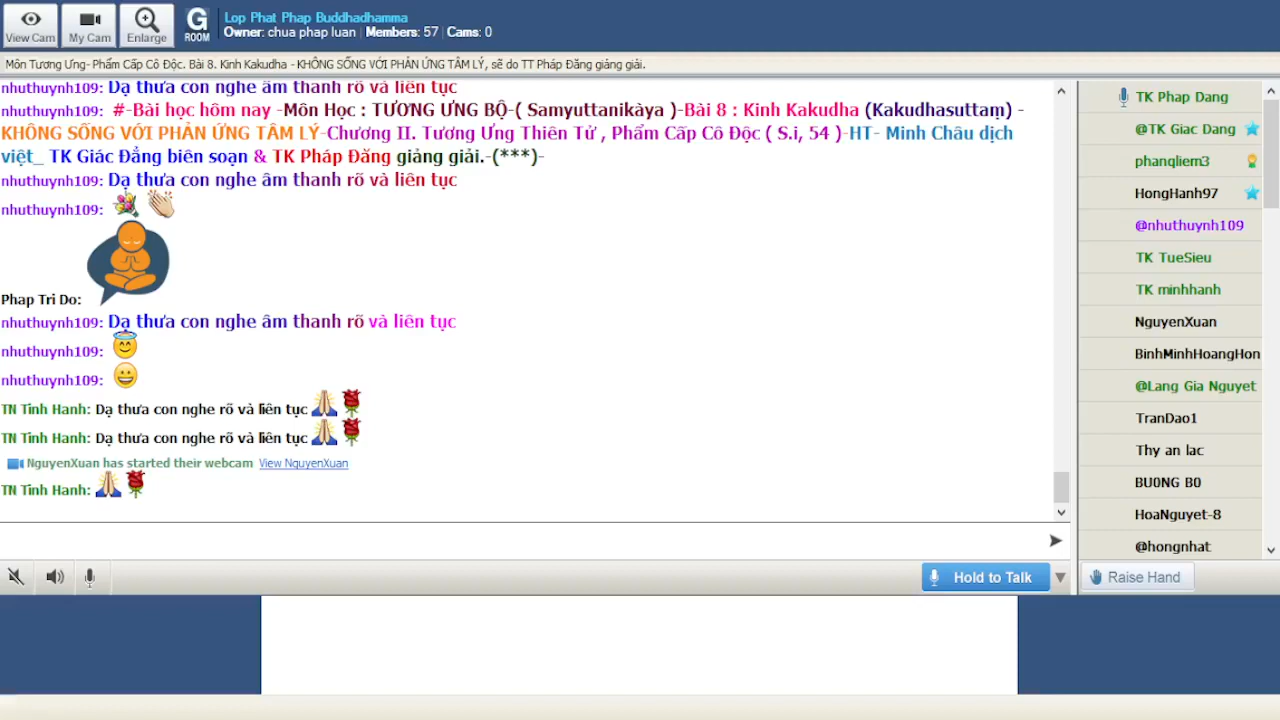 View Cam
My Cam
Enlarge
G
ROOM
Lop Phat Phap Buddhadhamma
Owner: chua phap luan | Members: 57 | Cams: 0
Môn Tương Ưng- Phẩm Cấp Cô Độc. Bài 8. Kinh Kakudha - KHÔNG SỐNG VỚI PHẢN ỨNG TÂM LÝ, sẽ do TT Pháp Đăng giảng giải.
nhuthuynh109: Dạ thưa con nghe âm thanh rõ và liên tục
nhuthuynh109: #-Bài học hôm nay -Môn Học : TƯƠNG ƯNG BỘ-( Samyuttanikàya )-Bài 8 : Kinh Kakudha (Kakudhasuttaṃ) -
KHÔNG SỐNG VỚI PHẢN ỨNG TÂM LÝ-Chương II. Tương Ưng Thiên Tử , Phẩm Cấp Cô Độc ( S.i, 54 )-HT- Minh Châu dịch
việt_ TK Giác Đẳng biên soạn & TK Pháp Đăng giảng giải.-(***)-
nhuthuynh109: Dạ thưa con nghe âm thanh rõ và liên tục
nhuthuynh109:
Phap Tri Do:
nhuthuynh109: Dạ thưa con nghe âm thanh rõ và liên tục
nhuthuynh109:
nhuthuynh109:
TN Tinh Hanh: Dạ thưa con nghe rõ và liên tục
TN Tinh Hanh: Dạ thưa con nghe rõ và liên tục
NguyenXuan has started their webcam View NguyenXuan
TN Tinh Hanh:
Hold to Talk
TK Phap Dang
@TK Giac Dang
phanqliem3
HongHanh97
@nhuthuynh109
TK TueSieu
TK minhhanh
NguyenXuan
BinhMinhHoangHon
@Lang Gia Nguyet
TranDao1
Thy an lac
BU0NG B0
HoaNguyet-8
@hongnhat
Raise Hand